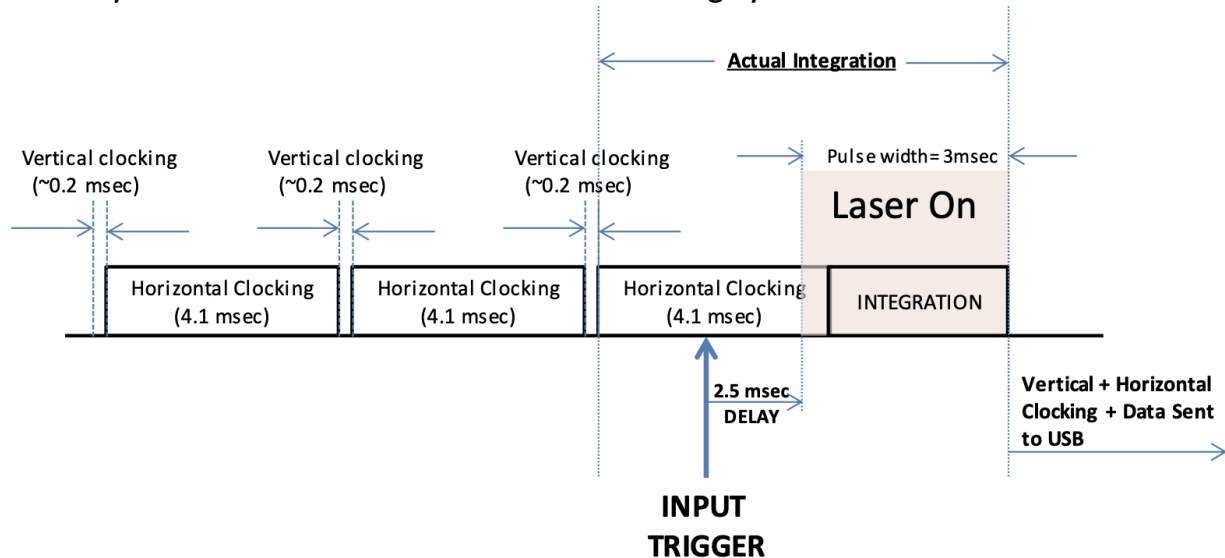 Actual Integration
Vertical clocking
(~0.2 msec)
Vertical clocking
(~0.2 msec)
Vertical clocking
(~0.2 msec)
Pulse width= 3msec
Laser On
Horizontal Clocking
(4.1 msec)
Horizontal Clocking
(4.1 msec)
Horizontal Clocking
(4.1 msec)
INTEGRATION
2.5 msec
DELAY
Vertical + Horizontal
Clocking + Data Sent
to USB
INPUT
TRIGGER